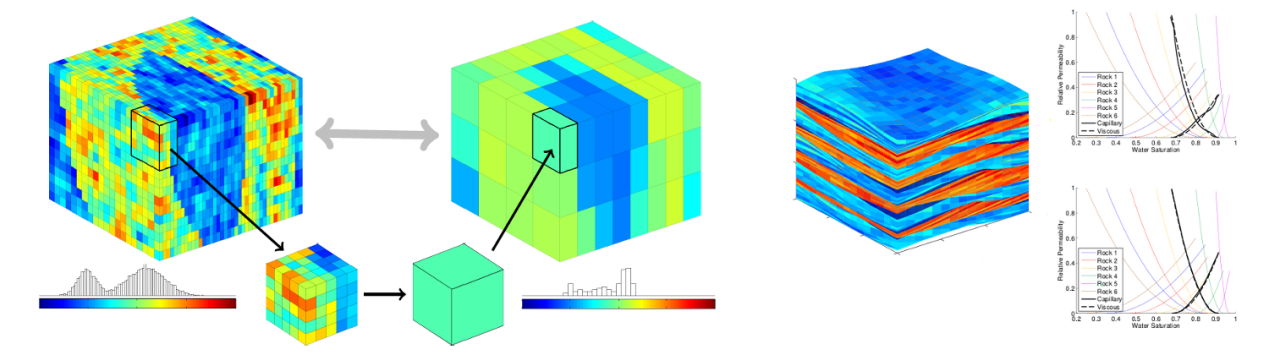 1
0.8
0.6
0.4
0.2
0
Relative Permeability
Rock 1
Rock 2
Rock 3
Rock 4
Rock 5
Rock 6
Capillary
Viscous
0.2 0.3 0.4 0.5 0.6 0.7 0.8 0.9 1
Water Saturation
1
0.8
0.6
0.4
0.2
0
Relative Permeability
Rock 1
Rock 2
Rock 3
Rock 4
Rock 5
Rock 6
Capillary
Viscous
0.2 0.3 0.4 0.5 0.6 0.7 0.8 0.9 1
Water Saturation